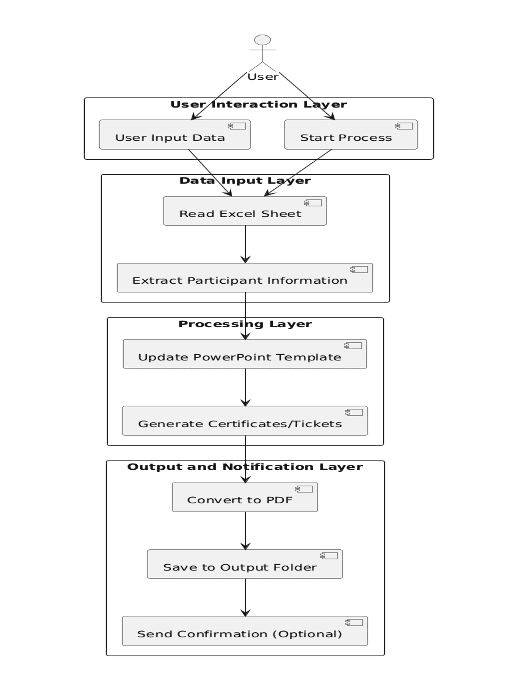 User
User Interaction Layer
User Input Data
Start Process
Data Input Layer
Read Excel Sheet
Extract Participant Information
Processing Layer
Update PowerPoint Template
Generate Certificates/Tickets
Output and Notification Layer
Convert to PDF
Save to Output Folder
Send Confirmation (Optional)